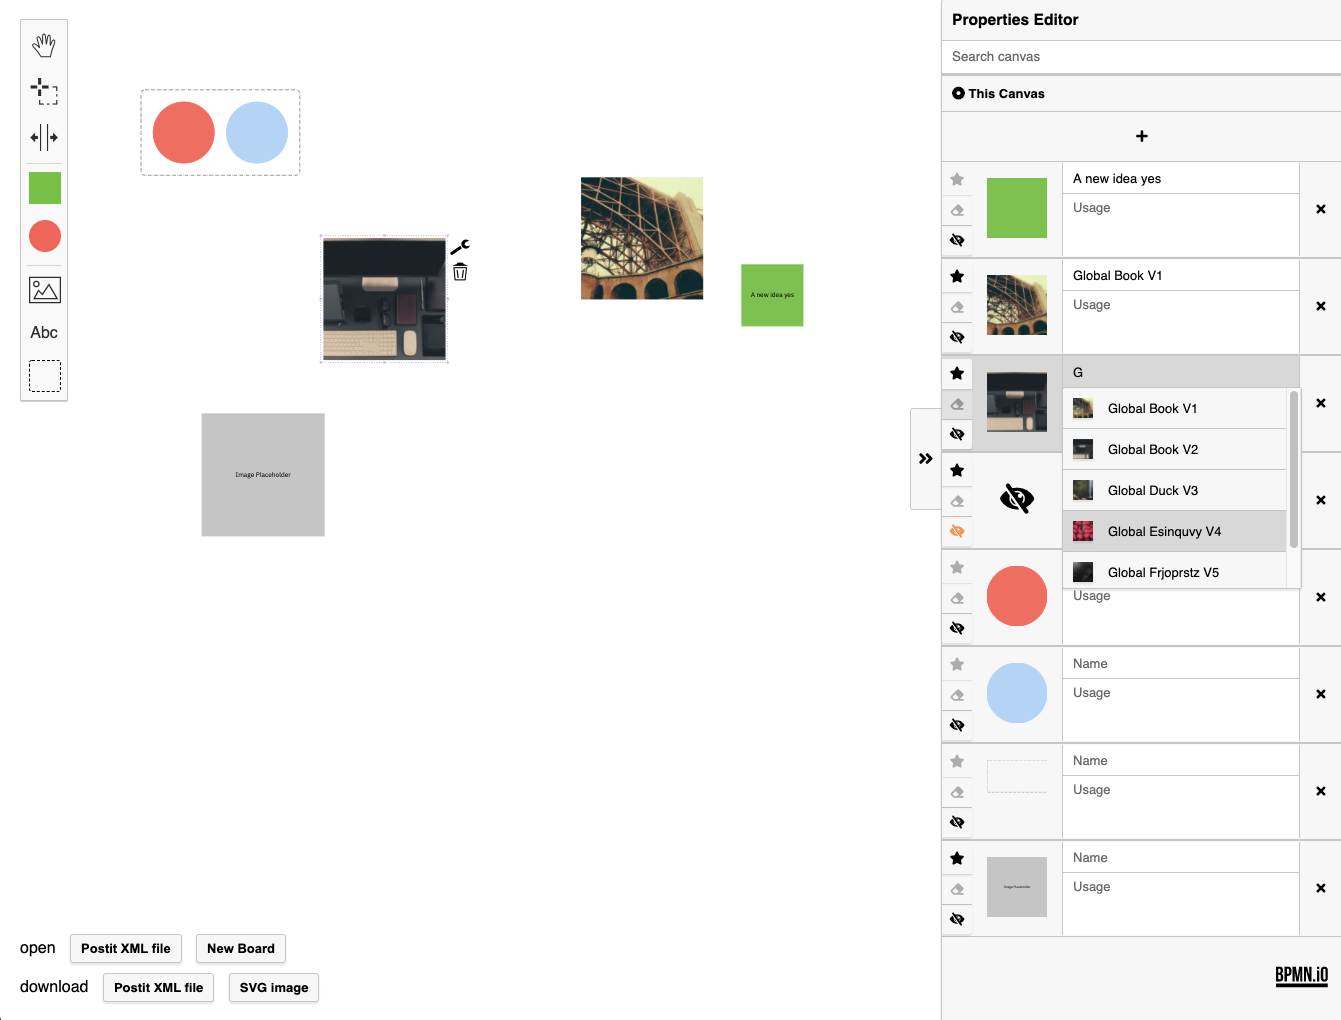 Properties Editor
Search canvas
This Canvas
A new idea yes
Usage
Global Book V1
Usage
G
Global Book V1
Global Book V2
Global Duck V3
Global Esinquvy V4
Global Frjoprstz V5
Usage
Name
Usage
Name
Usage
Name
Usage
Image Placeholder
Abc
A new idea yes
Image Placeholder
open Postit XML file New Board
download Postit XML file SVG image
BPMN.iO